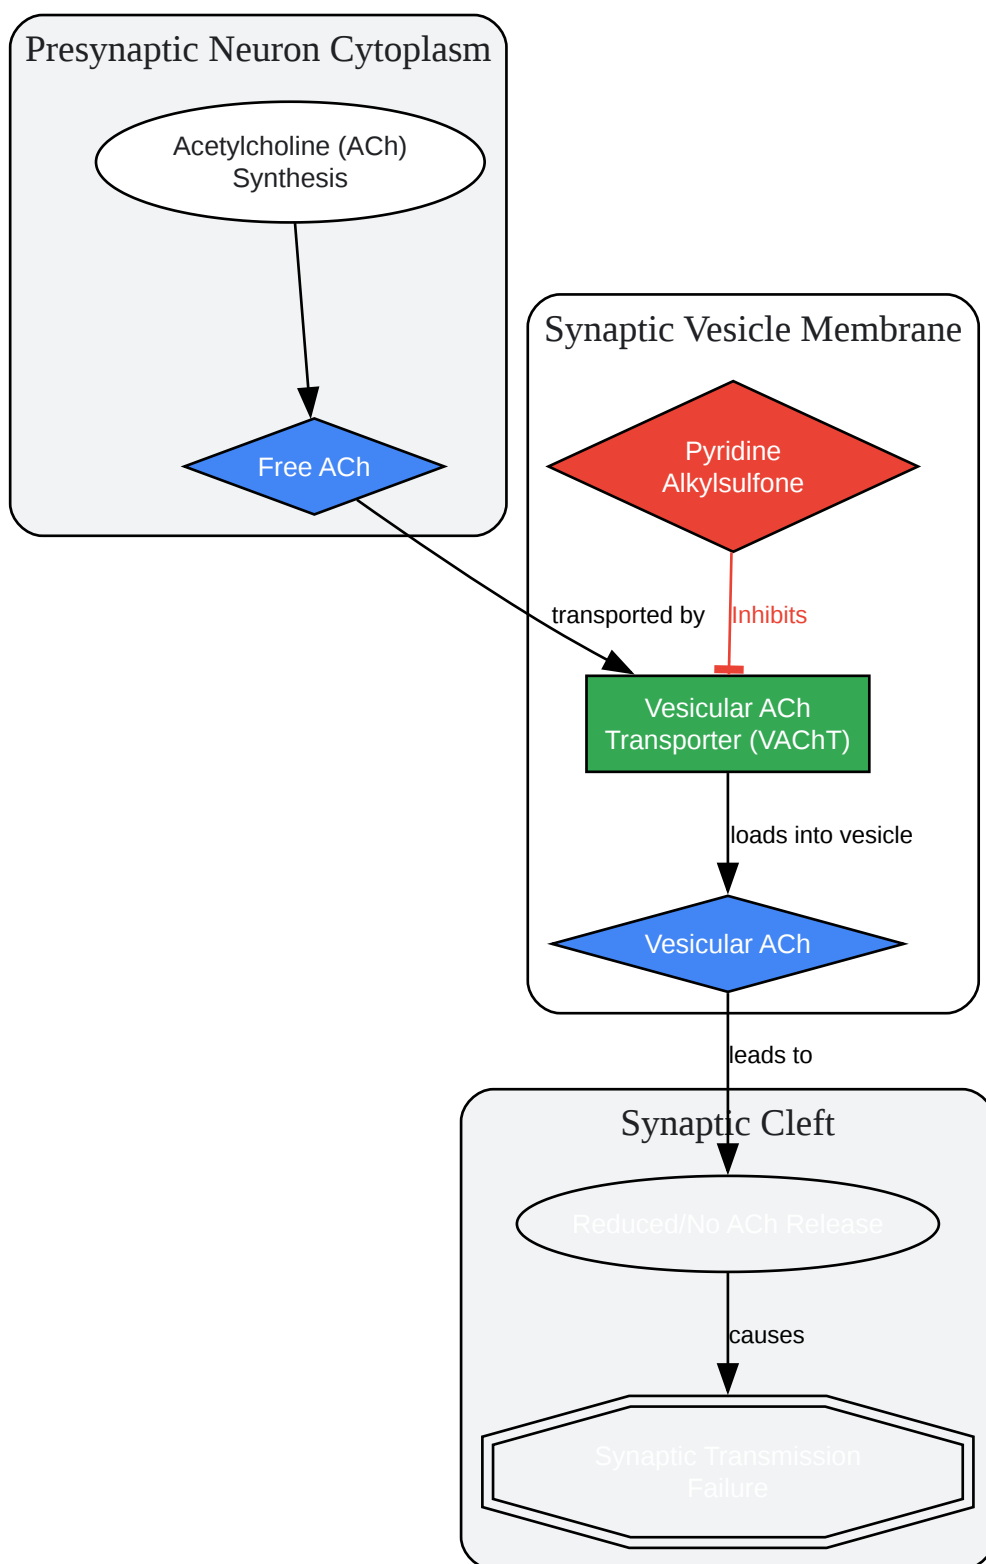 Presynaptic Neuron Cytoplasm
Acetylcholine (ACh)
Synthesis
Free ACh
Synaptic Vesicle Membrane
Pyridine
Alkylsulfone
transported by
Inhibits
Vesicular ACh
Transporter (VAChT)
loads into vesicle
Vesicular ACh
leads to
Synaptic Cleft
Reduced/No ACh Release
causes
Synaptic Transmission
Failure